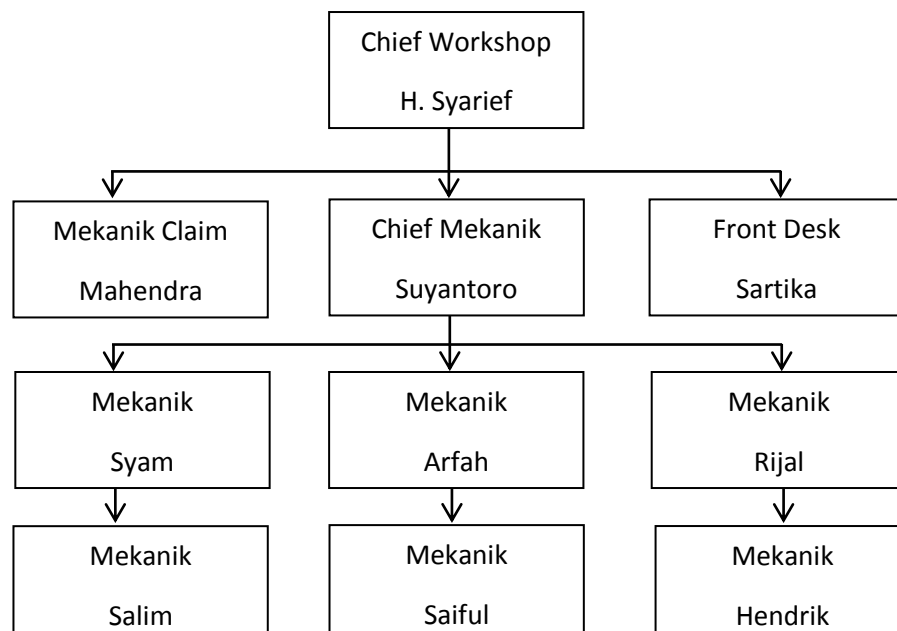 Chief Workshop
H. Syarief
Mekanik Claim
Mahendra
Chief Mekanik
Suyantoro
Front Desk
Sartika
Mekanik
Syam
Mekanik
Arfah
Mekanik
Rijal
Mekanik
Salim
Mekanik
Saiful
Mekanik
Hendrik